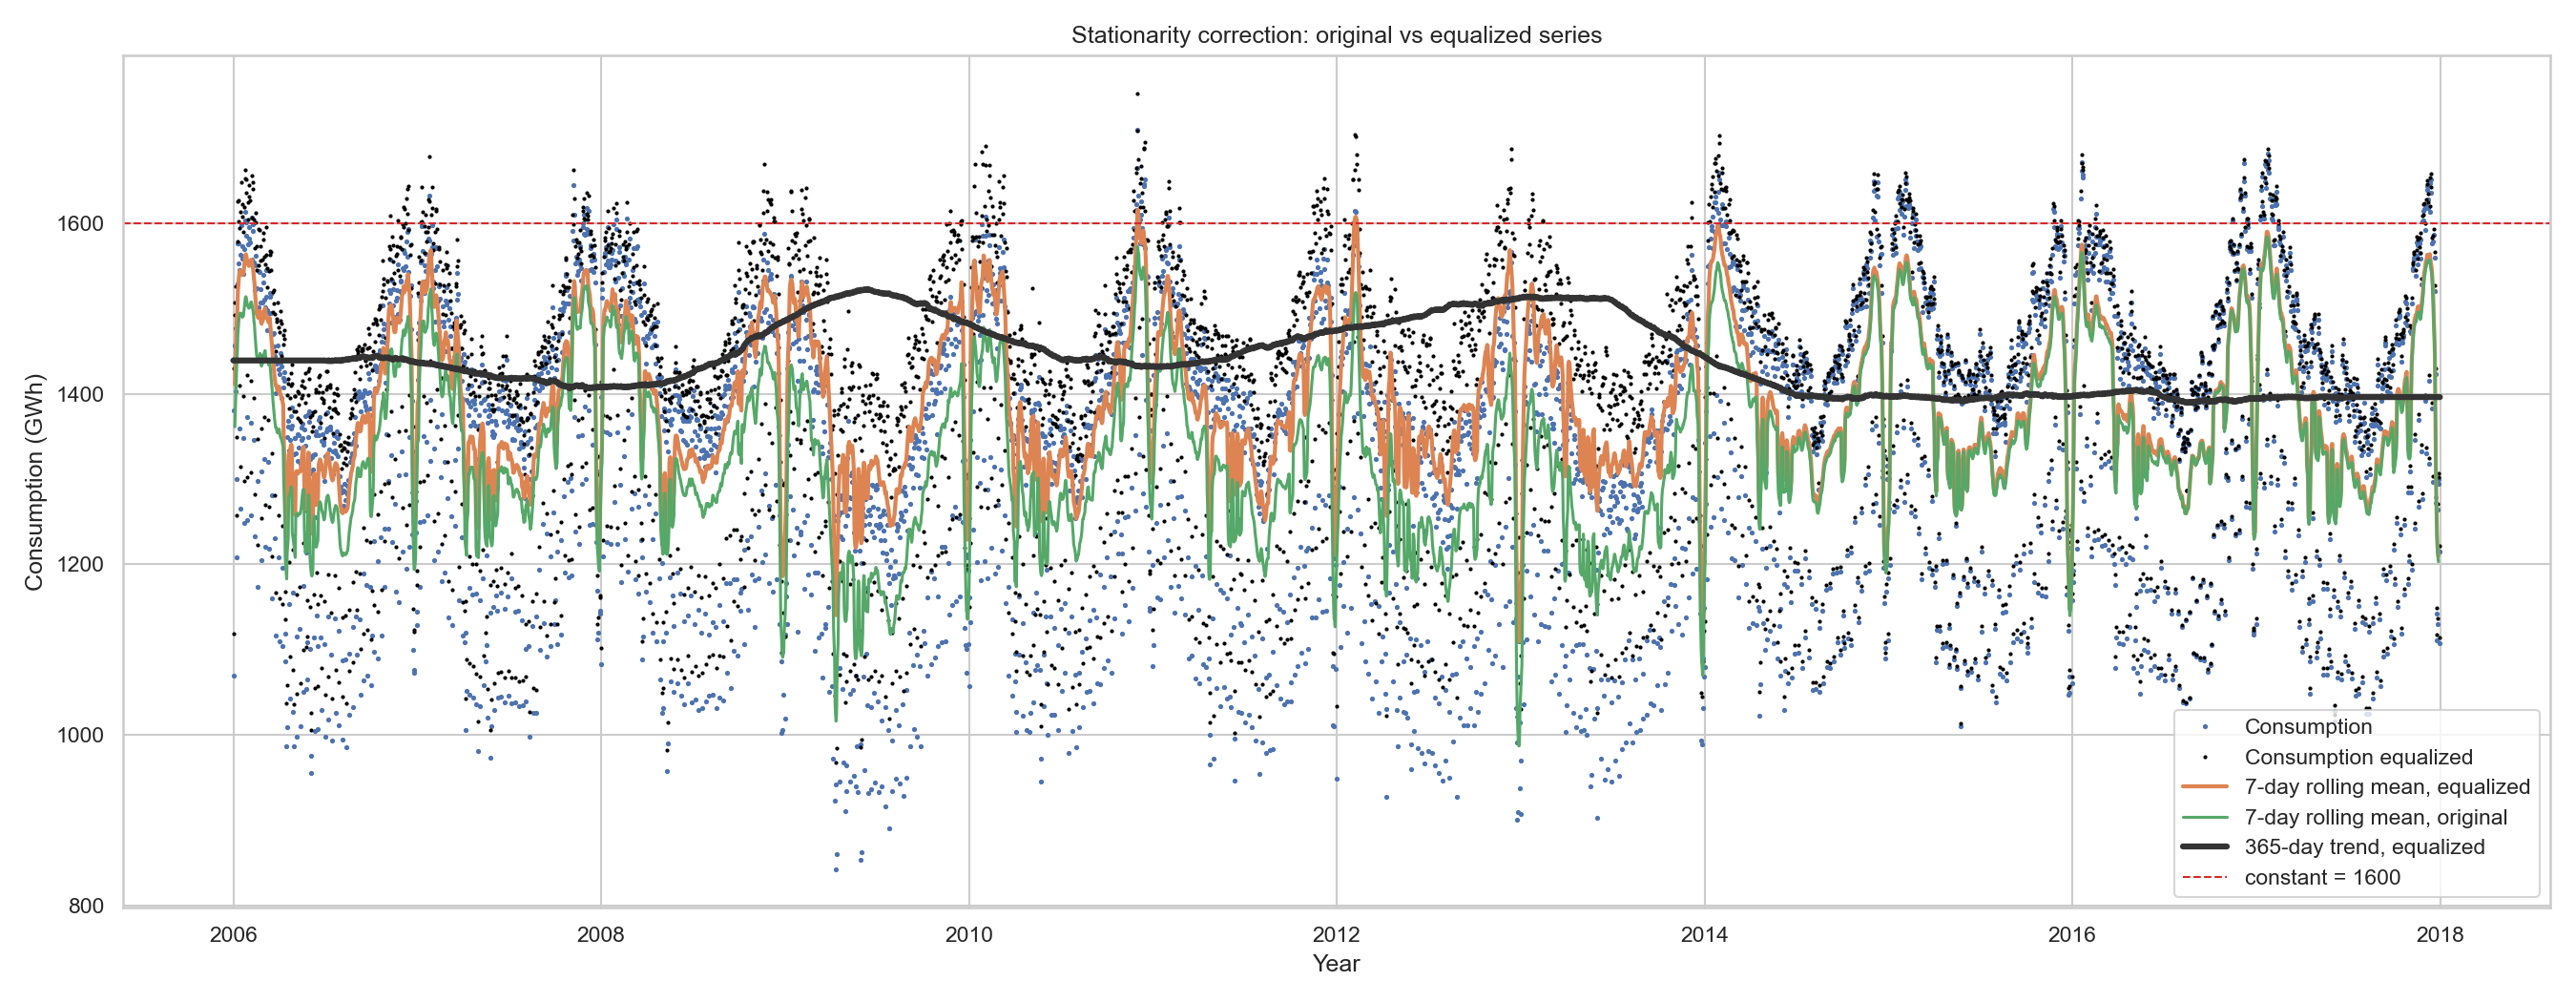 Stationarity correction: original vs equalized series
Consumption (GWh)
1600
1400
1200
1000
800
2006
2008
2010
2012
2014
2016
2018
Year
Consumption
Consumption equalized
7-day rolling mean, equalized
7-day rolling mean, original
365-day trend, equalized
constant = 1600